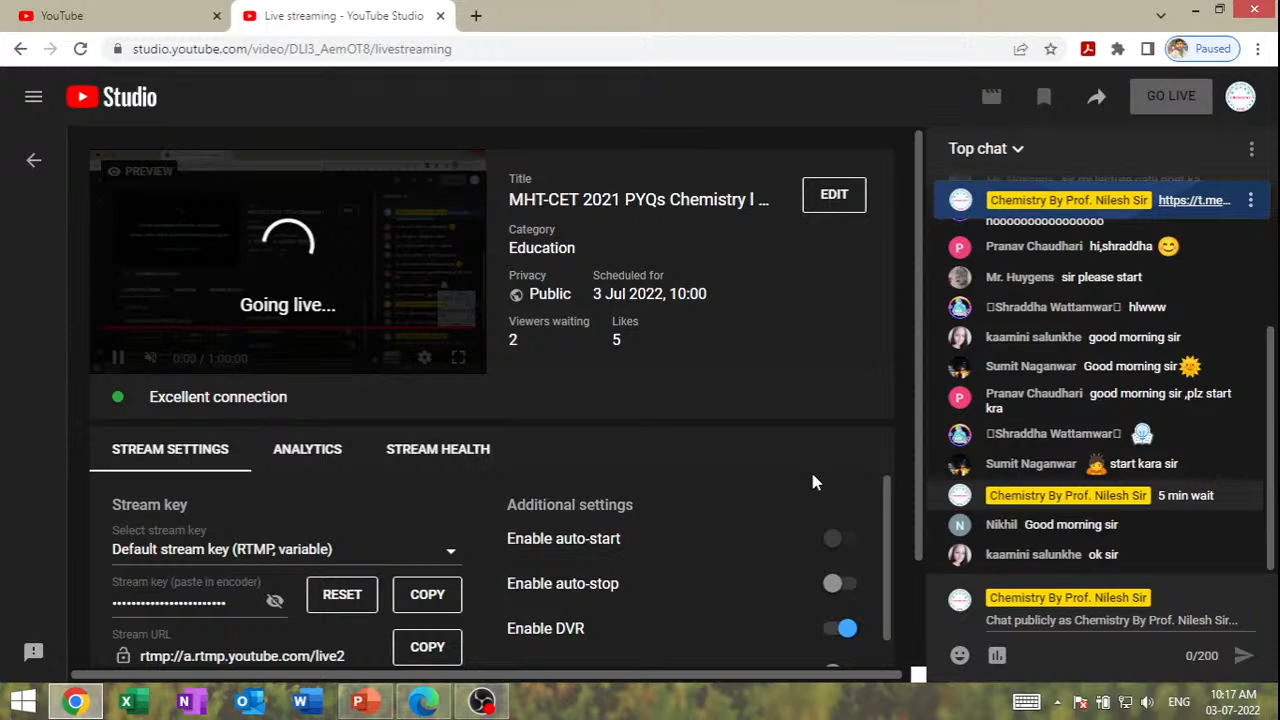 YouTube
Live streaming - YouTube Studio
studio.youtube.com/video/DLI3_AemOT8/livestreaming
Paused
Studio
GO LIVE
PREVIEW
Going live...
0:00 / 1:00:00
Title
MHT-CET 2021 PYQs Chemistry l ...
EDIT
Category
Education
Privacy
Public
Scheduled for
3 Jul 2022, 10:00
Viewers waiting
2
Likes
5
Excellent connection
STREAM SETTINGS
ANALYTICS
STREAM HEALTH
Stream key
Select stream key
Default stream key (RTMP, variable)
Stream key (paste in encoder)
RESET
COPY
Stream URL
rtmp://a.rtmp.youtube.com/live2
COPY
Additional settings
Enable auto-start
Enable auto-stop
Enable DVR
Top chat
Chemistry By Prof. Nilesh Sir https://t.me...
Pranav Chaudhari hi,shraddha 😊
Mr. Huygens sir please start
Shraddha Wattamwar hlwww
kaamini salunkhe good morning sir
Sumit Naganwar Good morning sir🌞
Pranav Chaudhari good morning sir ,plz start
kra
Shraddha Wattamwar
Sumit Naganwar 🙇start kara sir
Chemistry By Prof. Nilesh Sir 5 min wait
Nikhil Good morning sir
kaamini salunkhe ok sir
Chemistry By Prof. Nilesh Sir
Chat publicly as Chemistry By Prof. Nilesh Sir...
0/200
ENG
10:17 AM
03-07-2022